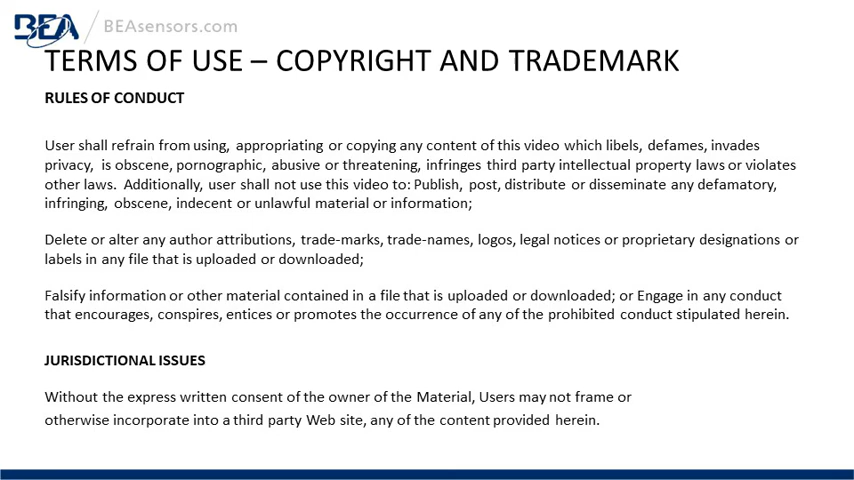 BEA BEAsensors.com
TERMS OF USE – COPYRIGHT AND TRADEMARK
RULES OF CONDUCT
User shall refrain from using, appropriating or copying any content of this video which libels, defames, invades
privacy, is obscene, pornographic, abusive or threatening, infringes third party intellectual property laws or violates
other laws. Additionally, user shall not use this video to: Publish, post, distribute or disseminate any defamatory,
infringing, obscene, indecent or unlawful material or information;
Delete or alter any author attributions, trade-marks, trade-names, logos, legal notices or proprietary designations or
labels in any file that is uploaded or downloaded;
Falsify information or other material contained in a file that is uploaded or downloaded; or Engage in any conduct
that encourages, conspires, entices or promotes the occurrence of any of the prohibited conduct stipulated herein.
JURISDICTIONAL ISSUES
Without the express written consent of the owner of the Material, Users may not frame or
otherwise incorporate into a third party Web site, any of the content provided herein.